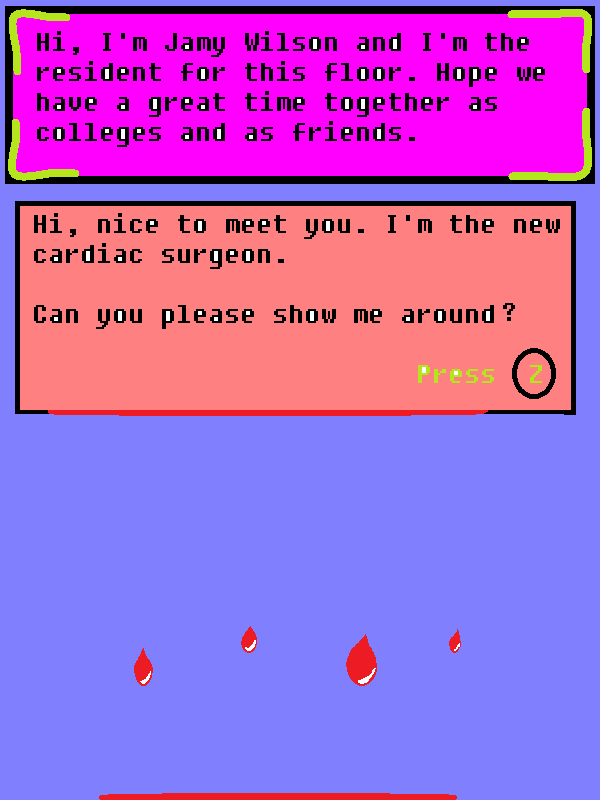 Hi, I'm Jamy Wilson and I'm the
resident for this floor. Hope we
have a great time together as
colleges and as friends.
Hi, nice to meet you. I'm the new
cardiac surgeon.
Can you please show me around?
Press Z